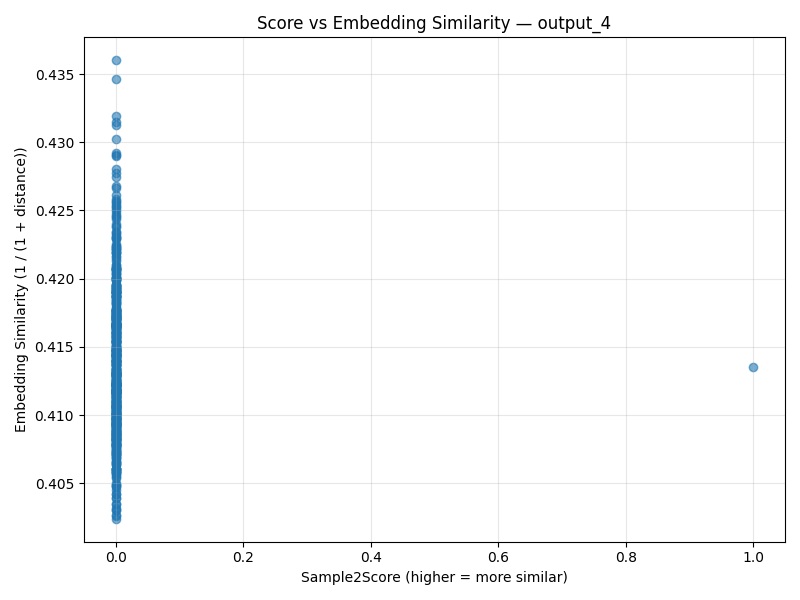 Score vs Embedding Similarity — output_4
Embedding Similarity (1 / (1 + distance))
0.435
0.430
0.425
0.420
0.415
0.410
0.405
0.0 0.2 0.4 0.6 0.8 1.0
Sample2Score (higher = more similar)